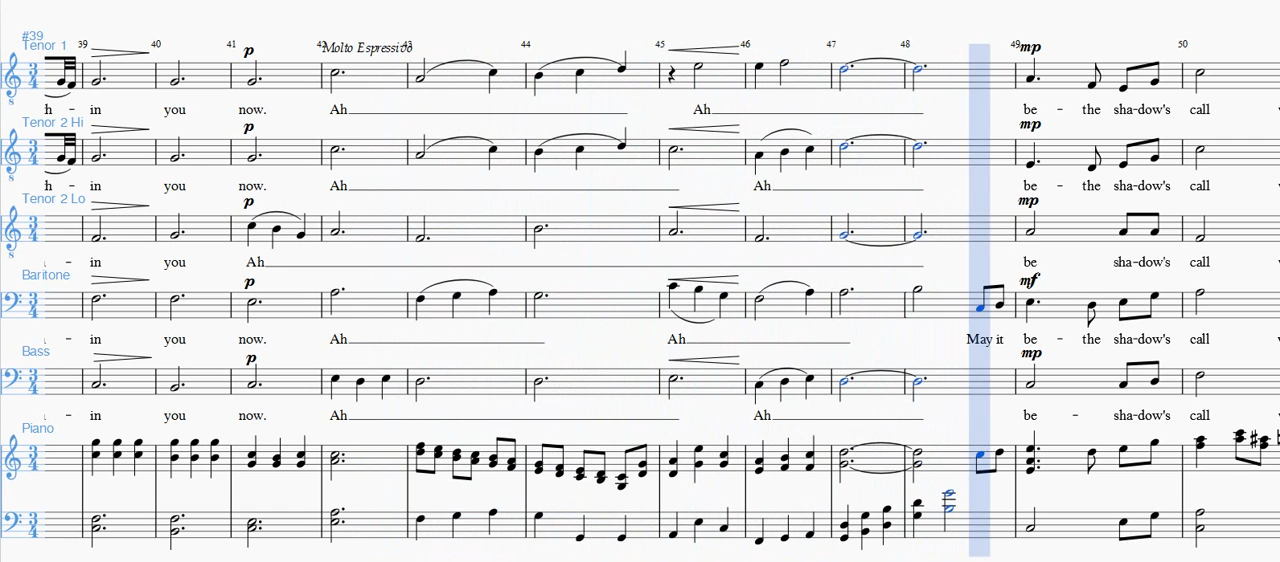 #39
39 40 41 42 43 44 45 46 47 48 49 50
Tenor 1
p Molto Espressivo mp
h - in you now. Ah Ah be - the sha-dow's call
Tenor 2 Hi
p mp
h - in you now. Ah Ah be - the sha-dow's call
Tenor 2 Lo
p mp
- in you Ah be sha-dow's call
Baritone
p mf
- in you now. Ah Ah May it be - the sha-dow's call
Bass
p mp
- in you now. Ah Ah be - sha-dow's call
Piano